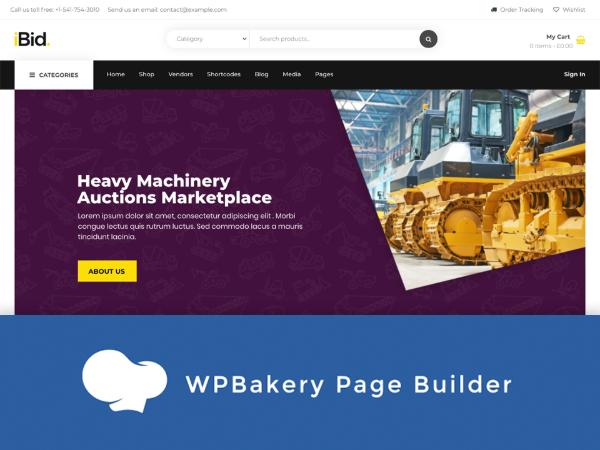 Call us toll free: +1-541-754-3010 Send us an email: contact@example.com Order Tracking Wishlist
iBid. Category Search products... My Cart
0 items - £0.00
CATEGORIES Home Shop Vendors Shortcodes Blog Media Pages Sign In
Heavy Machinery
Auctions Marketplace
Lorem ipsum dolor sit amet, consectetur adipiscing elit . Morbi
congue lectus quis rutrum luctus. Sed commodo lacus a mauris
tincidunt lacinia.
ABOUT US
WPBakery Page Builder